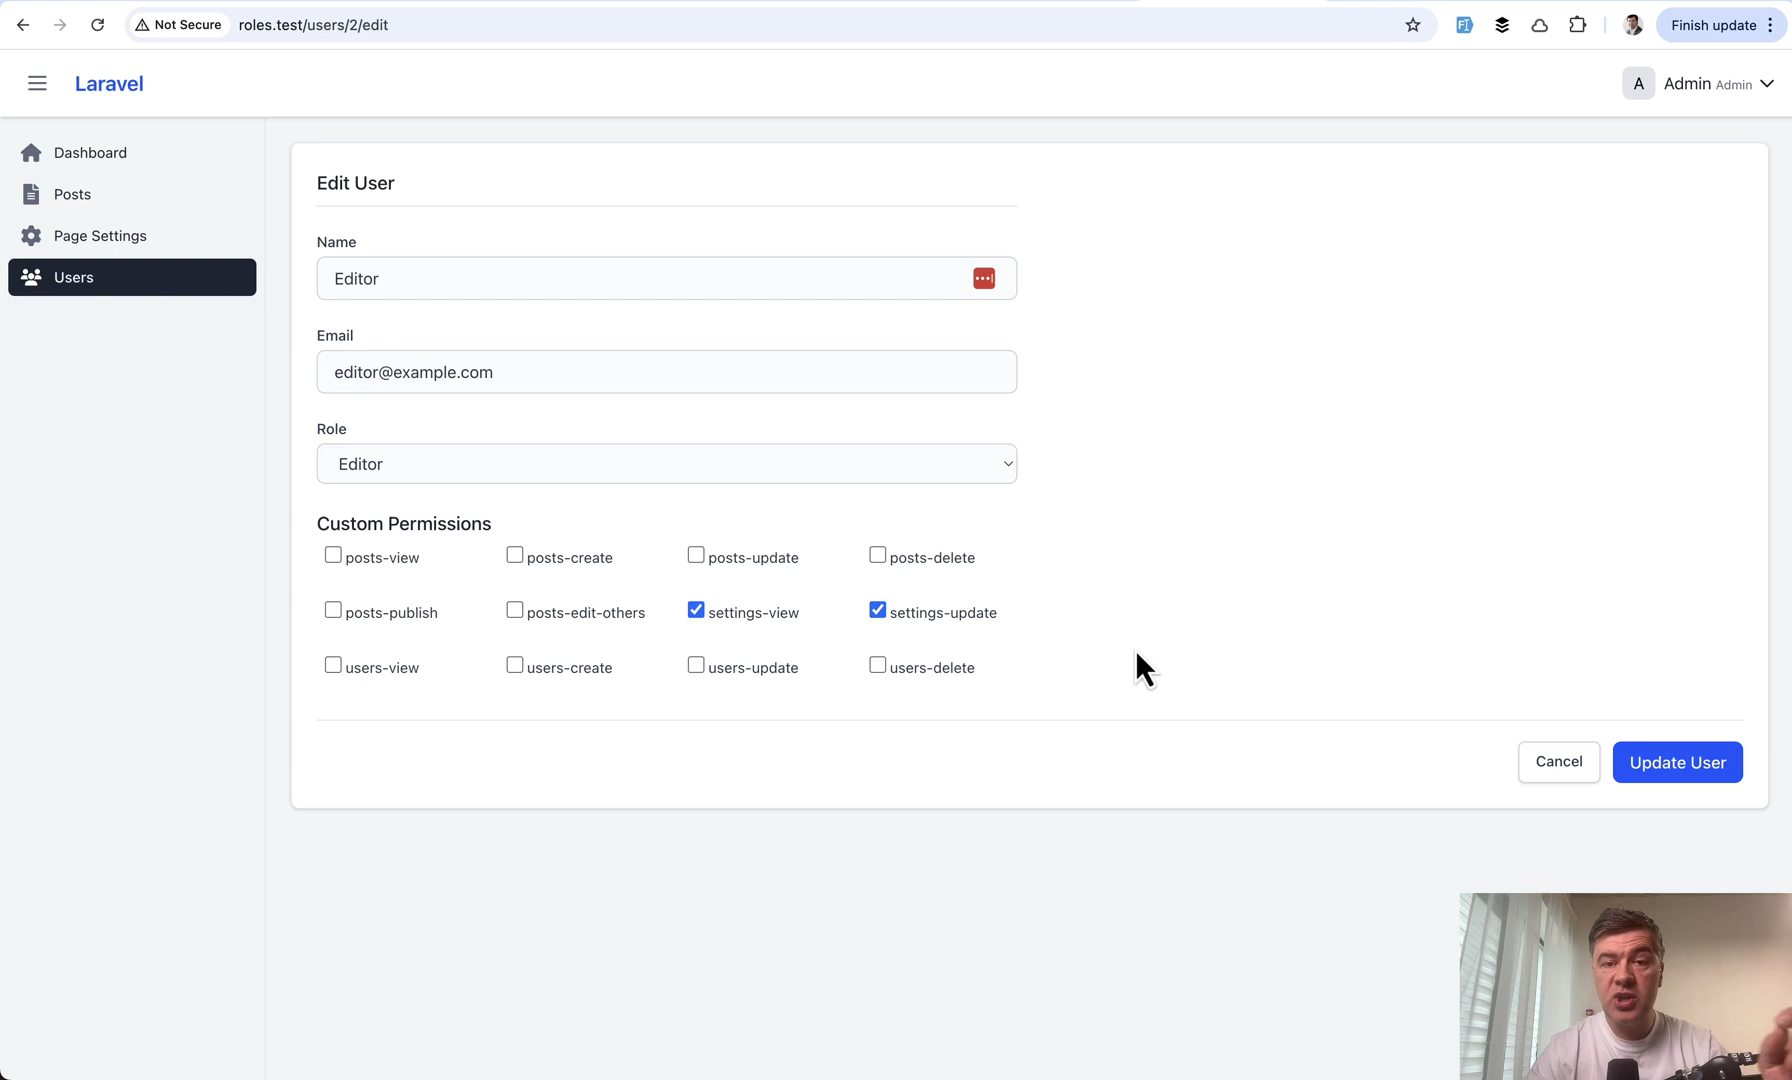 Not Secure roles.test/users/2/edit Finish update
Laravel A Admin Admin
Dashboard
Posts
Page Settings
Users
Edit User
Name
Editor
Email
editor@example.com
Role
Editor
Custom Permissions
posts-view posts-create posts-update posts-delete
posts-publish posts-edit-others settings-view settings-update
users-view users-create users-update users-delete
Cancel Update User